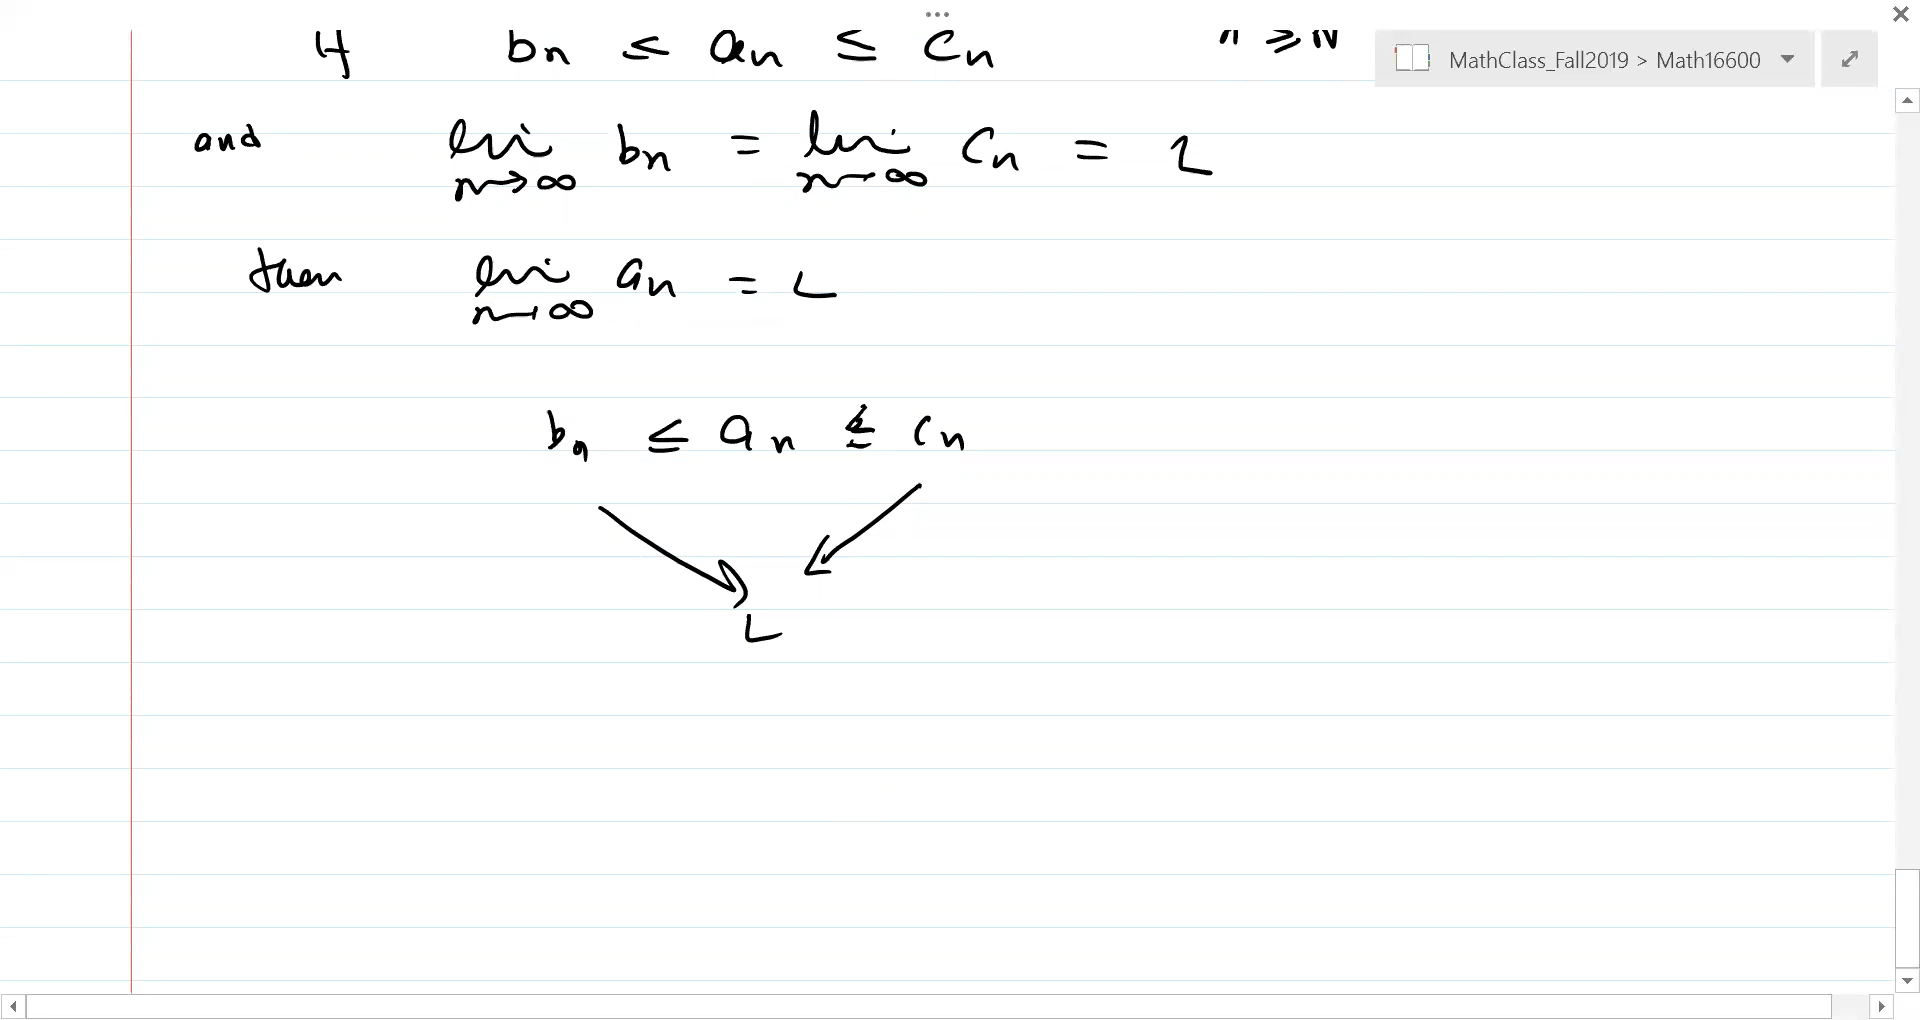 If bn ≤ an ≤ cn n ≥ N
MathClass_Fall2019 > Math16600
and lim n→∞ bn = lim n→∞ cn = L
then lim n→∞ an = L
bn ≤ an ≤ cn
L